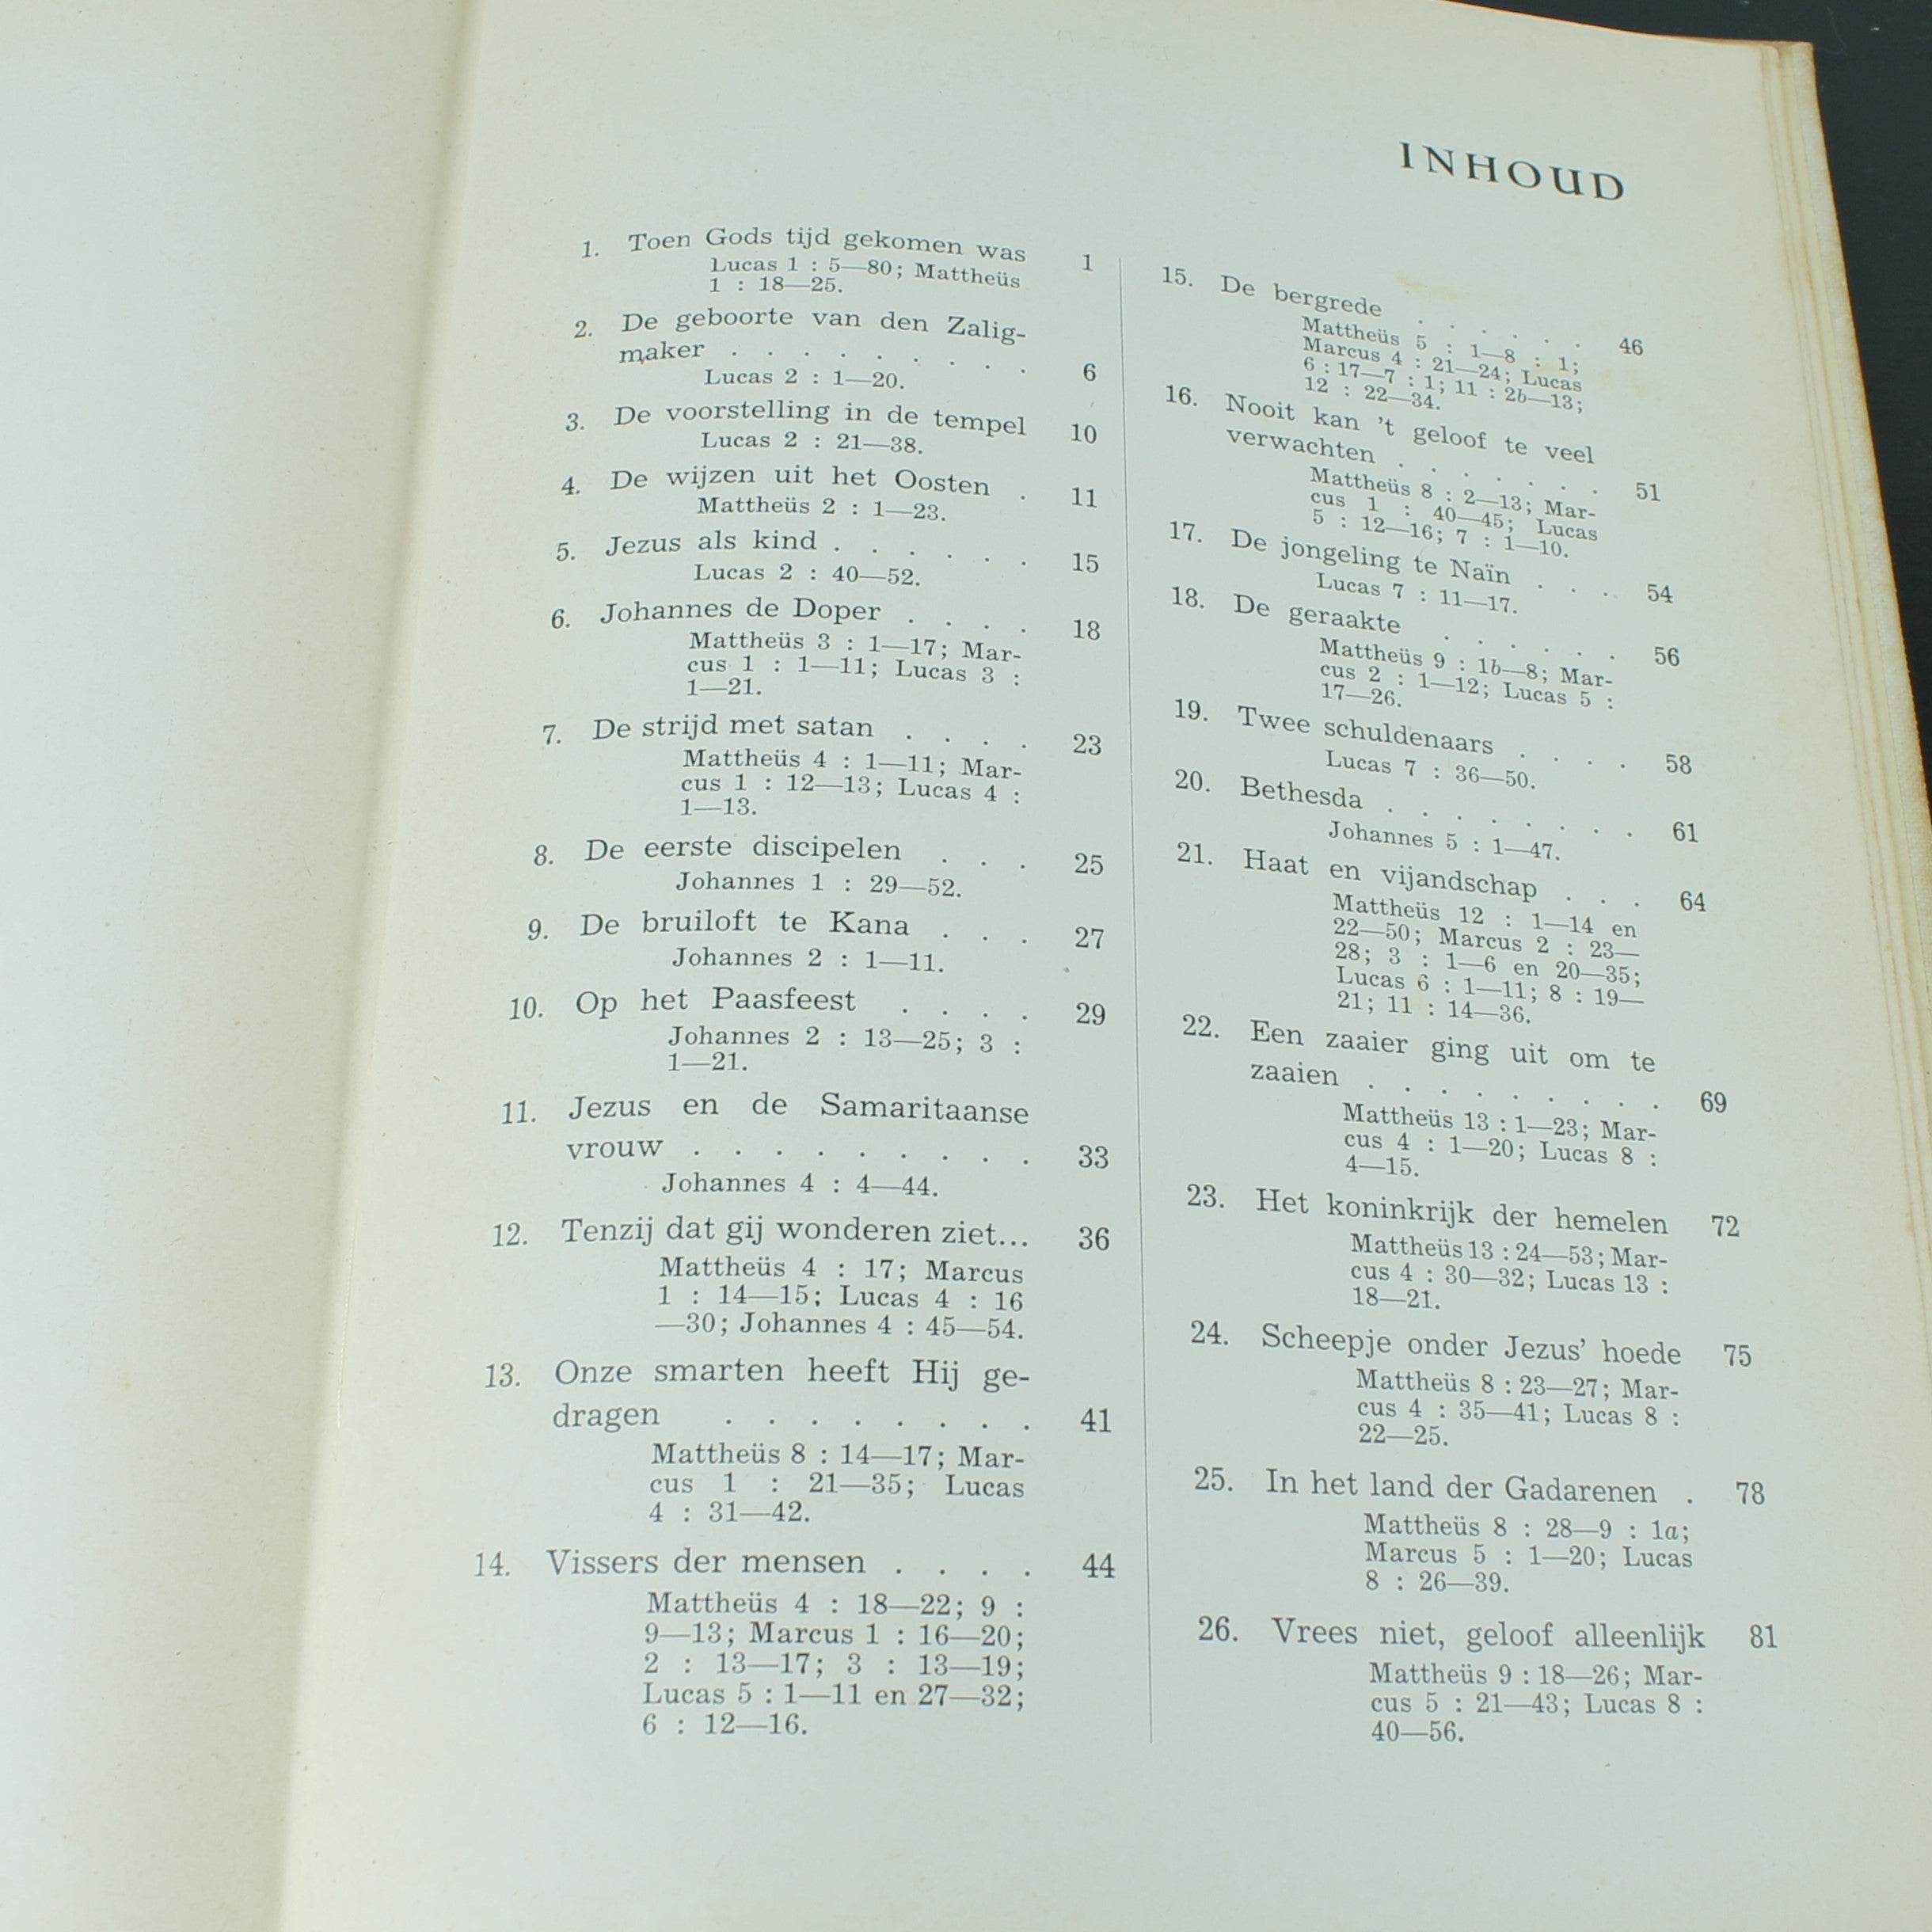 INHOUD
1. Toen Gods tijd gekomen was 1
Lucas 1 : 5—80; Mattheüs
1 : 18—25.
2. De geboorte van den Zalig-
maker . . . . . . . . . 6
Lucas 2 : 1—20.
3. De voorstelling in de tempel 10
Lucas 2 : 21—38.
4. De wijzen uit het Oosten . 11
Mattheüs 2 : 1—23.
5. Jezus als kind . . . . . . 15
Lucas 2 : 40—52.
6. Johannes de Doper . . . . 18
Mattheüs 3 : 1—17; Mar-
cus 1 : 1—11; Lucas 3 :
1—21.
7. De strijd met satan . . . . 23
Mattheüs 4 : 1—11; Mar-
cus 1 : 12—13; Lucas 4 :
1—13.
8. De eerste discipelen . . . 25
Johannes 1 : 29—52.
9. De bruiloft te Kana . . . 27
Johannes 2 : 1—11.
10. Op het Paasfeest . . . . 29
Johannes 2 : 13—25; 3 :
1—21.
11. Jezus en de Samaritaanse
vrouw . . . . . . . . . . 33
Johannes 4 : 4—44.
12. Tenzij dat gij wonderen ziet... 36
Mattheüs 4 : 17; Marcus
1 : 14—15; Lucas 4 : 16
—30; Johannes 4 : 45—54.
13. Onze smarten heeft Hij ge-
dragen . . . . . . . . . 41
Mattheüs 8 : 14—17; Mar-
cus 1 : 21—35; Lucas
4 : 31—42.
14. Vissers der mensen . . . . 44
Mattheüs 4 : 18—22; 9 :
9—13; Marcus 1 : 16—20;
2 : 13—17; 3 : 13—19;
Lucas 5 : 1—11 en 27—32;
6 : 12—16.
15. De bergrede . . . . . . 46
Mattheüs 5 : 1—8 : 1;
Marcus 4 : 21—24; Lucas
6 : 17—7 : 1; 11 : 2b—13;
12 : 22—34.
16. Nooit kan 't geloof te veel
verwachten . . . . . . . 51
Mattheüs 8 : 2—13; Mar-
cus 1 : 40—45; Lucas
5 : 12—16; 7 : 1—10.
17. De jongeling te Naïn . . . 54
Lucas 7 : 11—17.
18. De geraakte . . . . . . 56
Mattheüs 9 : 1b—8; Mar-
cus 2 : 1—12; Lucas 5 :
17—26.
19. Twee schuldenaars . . . . 58
Lucas 7 : 36—50.
20. Bethesda . . . . . . . . 61
Johannes 5 : 1—47.
21. Haat en vijandschap . . . 64
Mattheüs 12 : 1—14 en
22—50; Marcus 2 : 23—
28; 3 : 1—6 en 20—35;
Lucas 6 : 1—11; 8 : 19—
21; 11 : 14—36.
22. Een zaaier ging uit om te
zaaien . . . . . . . . . 69
Mattheüs 13 : 1—23; Mar-
cus 4 : 1—20; Lucas 8 :
4—15.
23. Het koninkrijk der hemelen 72
Mattheüs 13 : 24—53; Mar-
cus 4 : 30—32; Lucas 13 :
18—21.
24. Scheepje onder Jezus' hoede 75
Mattheüs 8 : 23—27; Mar-
cus 4 : 35—41; Lucas 8 :
22—25.
25. In het land der Gadarenen . 78
Mattheüs 8 : 28—9 : 1a;
Marcus 5 : 1—20; Lucas
8 : 26—39.
26. Vrees niet, geloof alleenlijk 81
Mattheüs 9 : 18—26; Mar-
cus 5 : 21—43; Lucas 8 :
40—56.